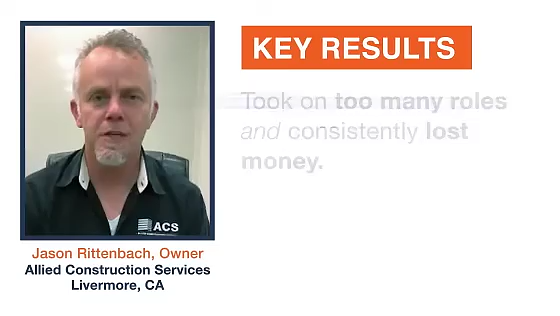 KEY RESULTS
Took on too many roles
and consistently lost
money.
ACS
Jason Rittenbach, Owner
Allied Construction Services
Livermore, CA